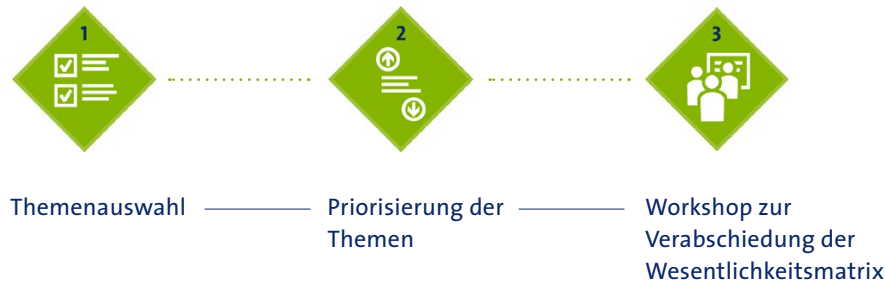 1
2
3
Themenauswahl
Priorisierung der
Themen
Workshop zur
Verabschiedung der
Wesentlichkeitsmatrix